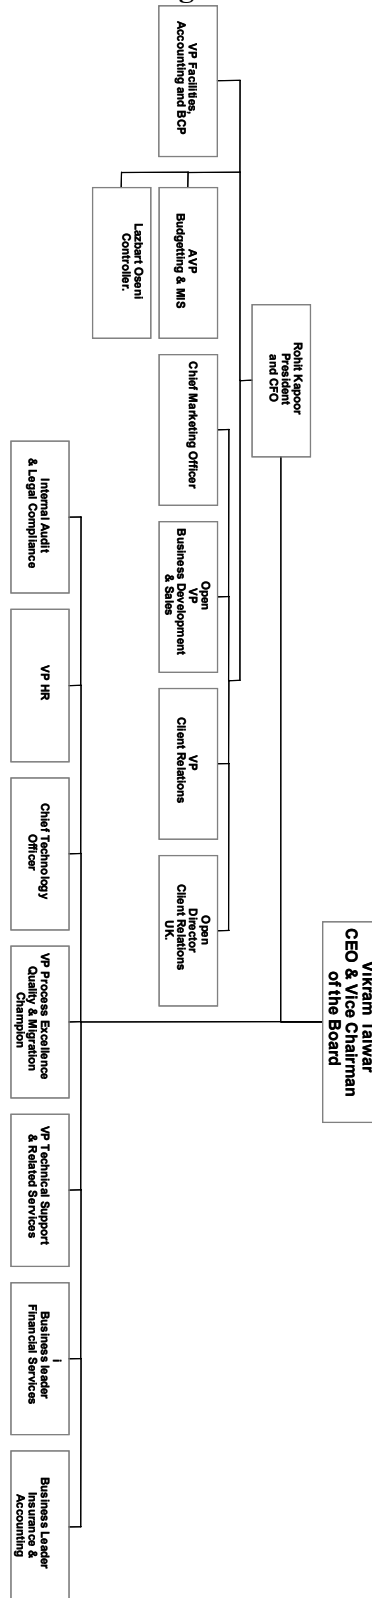 Vikram Talwar
CEO & Vice Chairman
of the Board
Rohit Kapoor
President
and CFO
VP Facilities,
Accounting and BCP
AVP
Budgetting & MIS
Chief Marketing Officer
Open
VP
Business Development
& Sales
VP
Client Relations
Open
Director
Client Relations
UK.
Lazbart Oseni
Controller.
Internal Audit
& Legal Compliance
VP HR
Chief Technology
Officer
VP Process Excellence
Quality & Migration
Champion
VP Technical Support
& Related Services
i
Business leader
Financial Services
Business Leader
Insurance &
Accounting